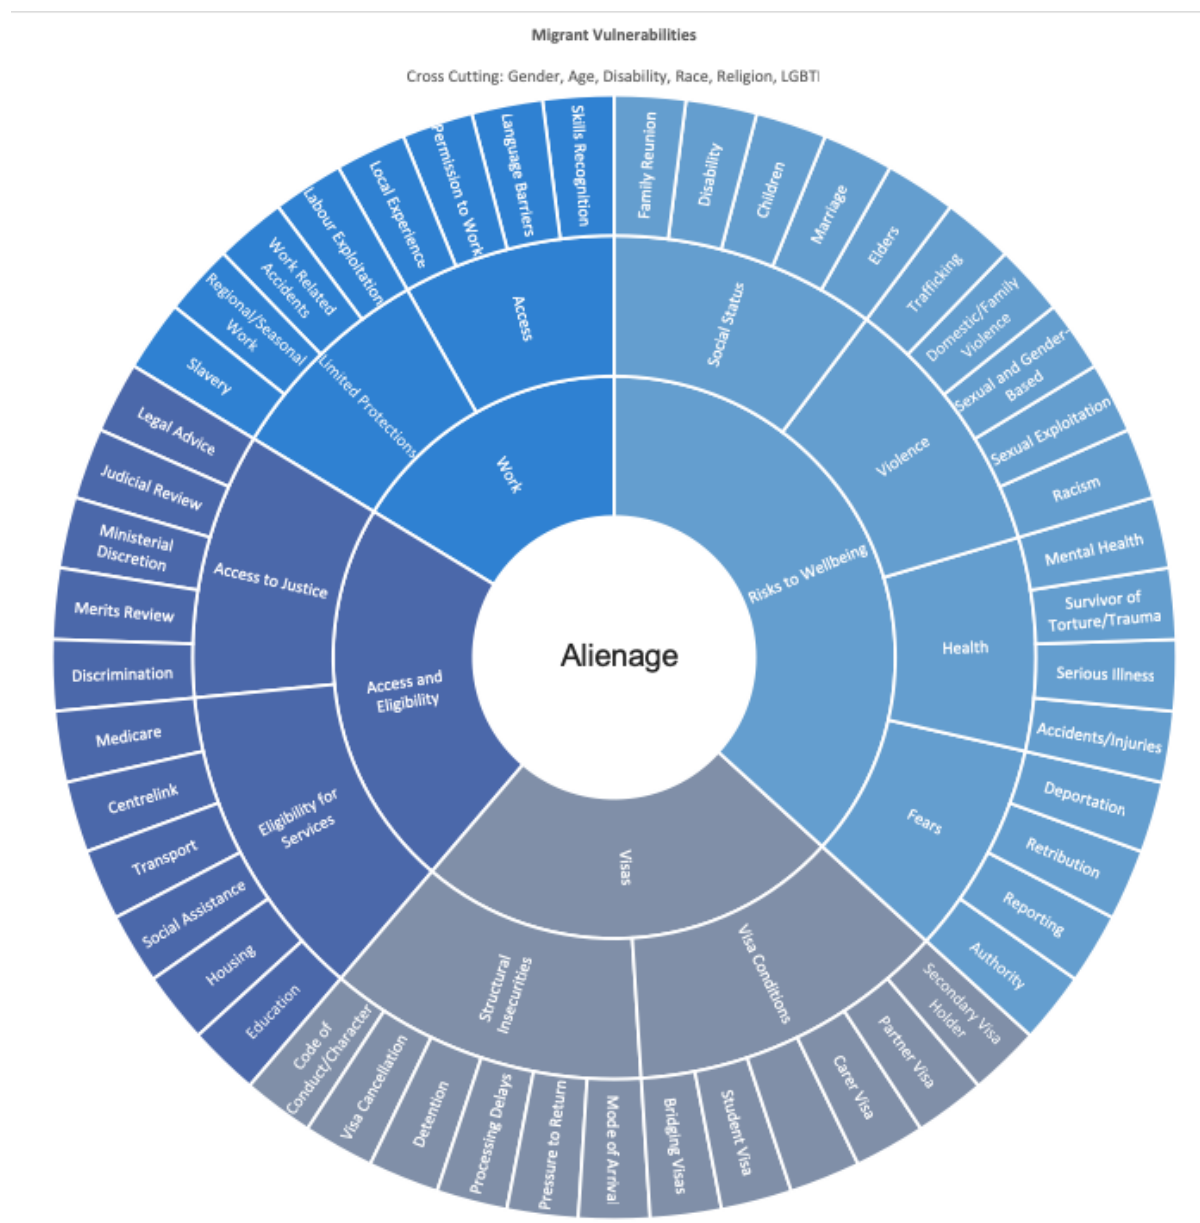 Migrant Vulnerabilities
Cross Cutting: Gender, Age, Disability, Race, Religion, LGBTI
Alienage
Risks to Wellbeing
Social Status
Family Reunion
Disability
Children
Marriage
Elders
Violence
Trafficking
Domestic/Family
Violence
Sexual and Gender-
Based
Sexual Exploitation
Racism
Health
Mental Health
Survivor of
Torture/Trauma
Serious Illness
Accidents/Injuries
Fears
Deportation
Retribution
Reporting
Authority
Visas
Visa Conditions
Secondary Visa
Holder
Partner Visa
Carer Visa
Student Visa
Bridging Visas
Structural
Insecurities
Mode of Arrival
Pressure to Return
Processing Delays
Detention
Visa Cancellation
Code of
Conduct/Character
Access and
Eligibility
Eligibility for
Services
Education
Housing
Social Assistance
Transport
Centrelink
Medicare
Access to Justice
Discrimination
Merits Review
Ministerial
Discretion
Judicial Review
Legal Advice
Work
Limited Protections
Slavery
Regional/Seasonal
Work
Work Related
Accidents
Labour Exploitation
Access
Local Experience
Permission to Work
Language Barriers
Skills Recognition